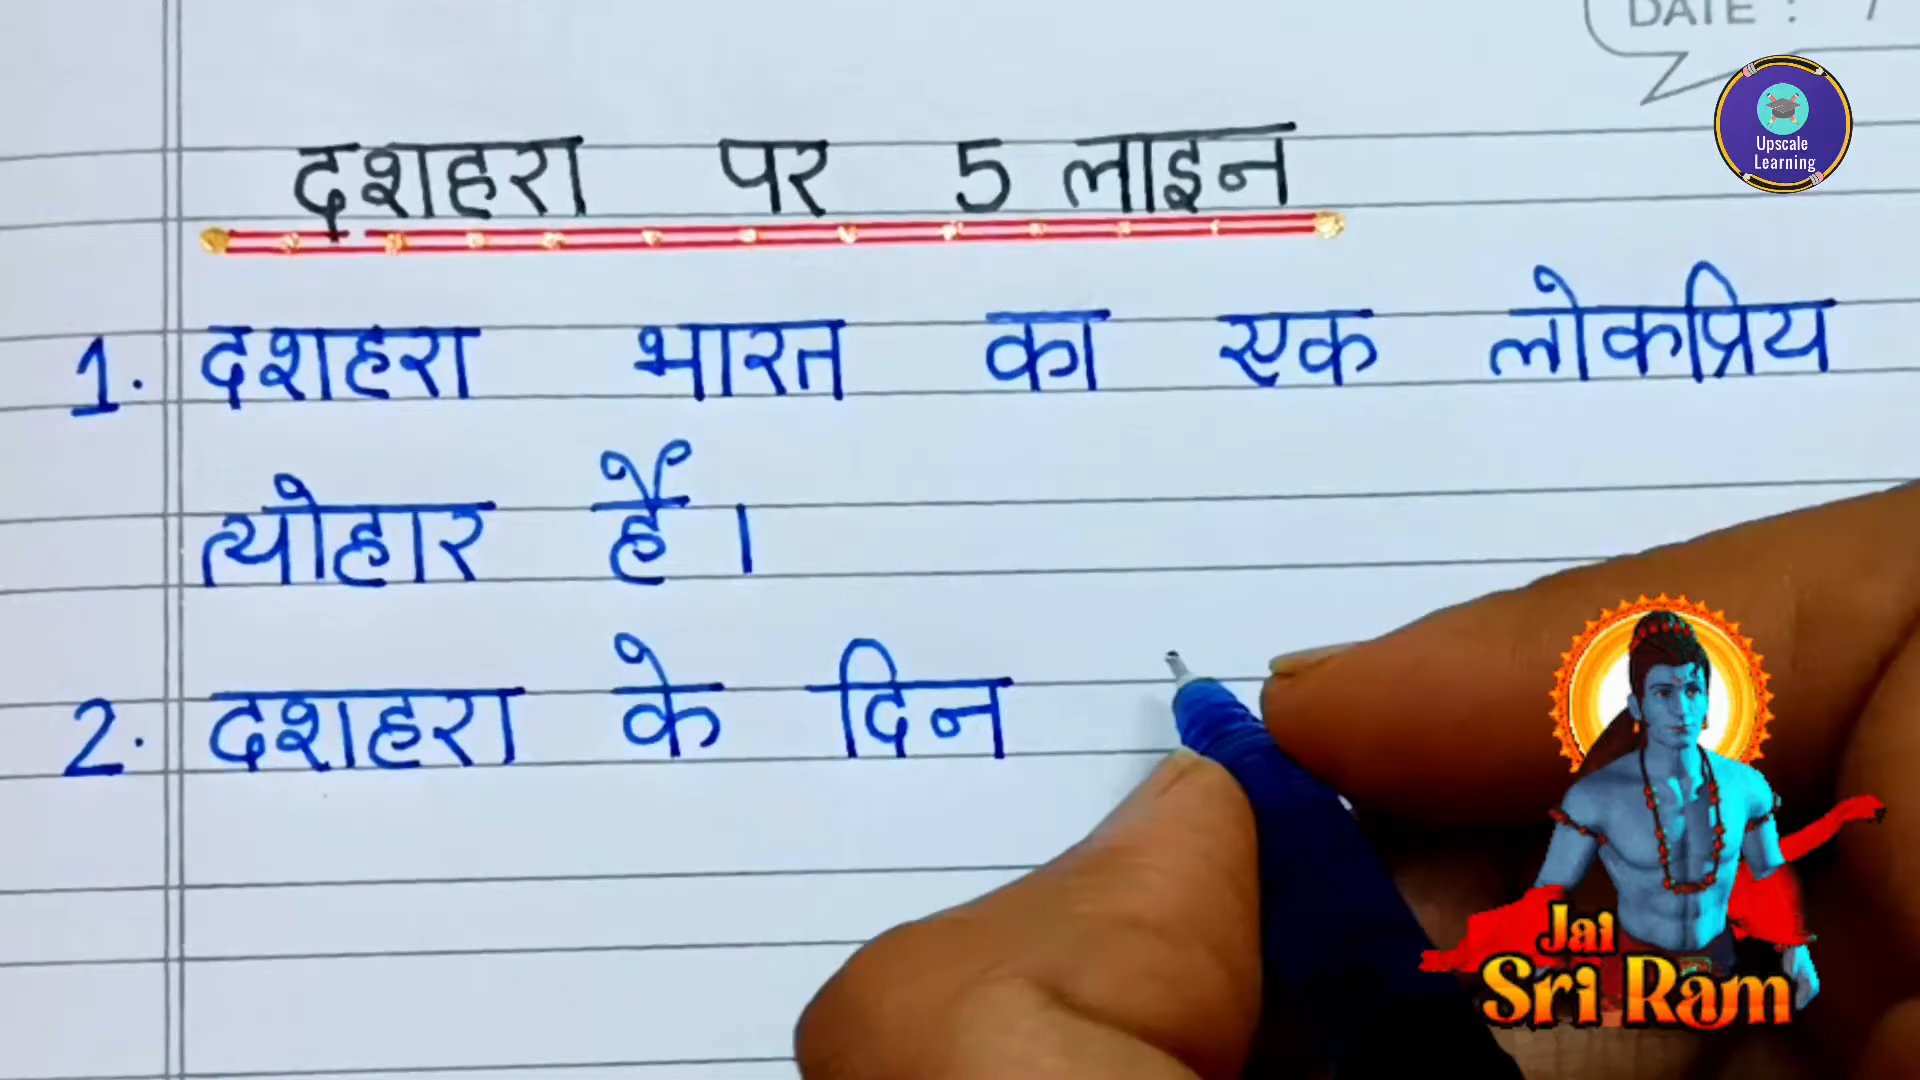 DATE : /
Upscale
Learning
दशहरा पर 5 लाइन
1. दशहरा भारत का एक लोकप्रिय
त्योहार है।
2. दशहरा के दिन
Jai
Sri Ram